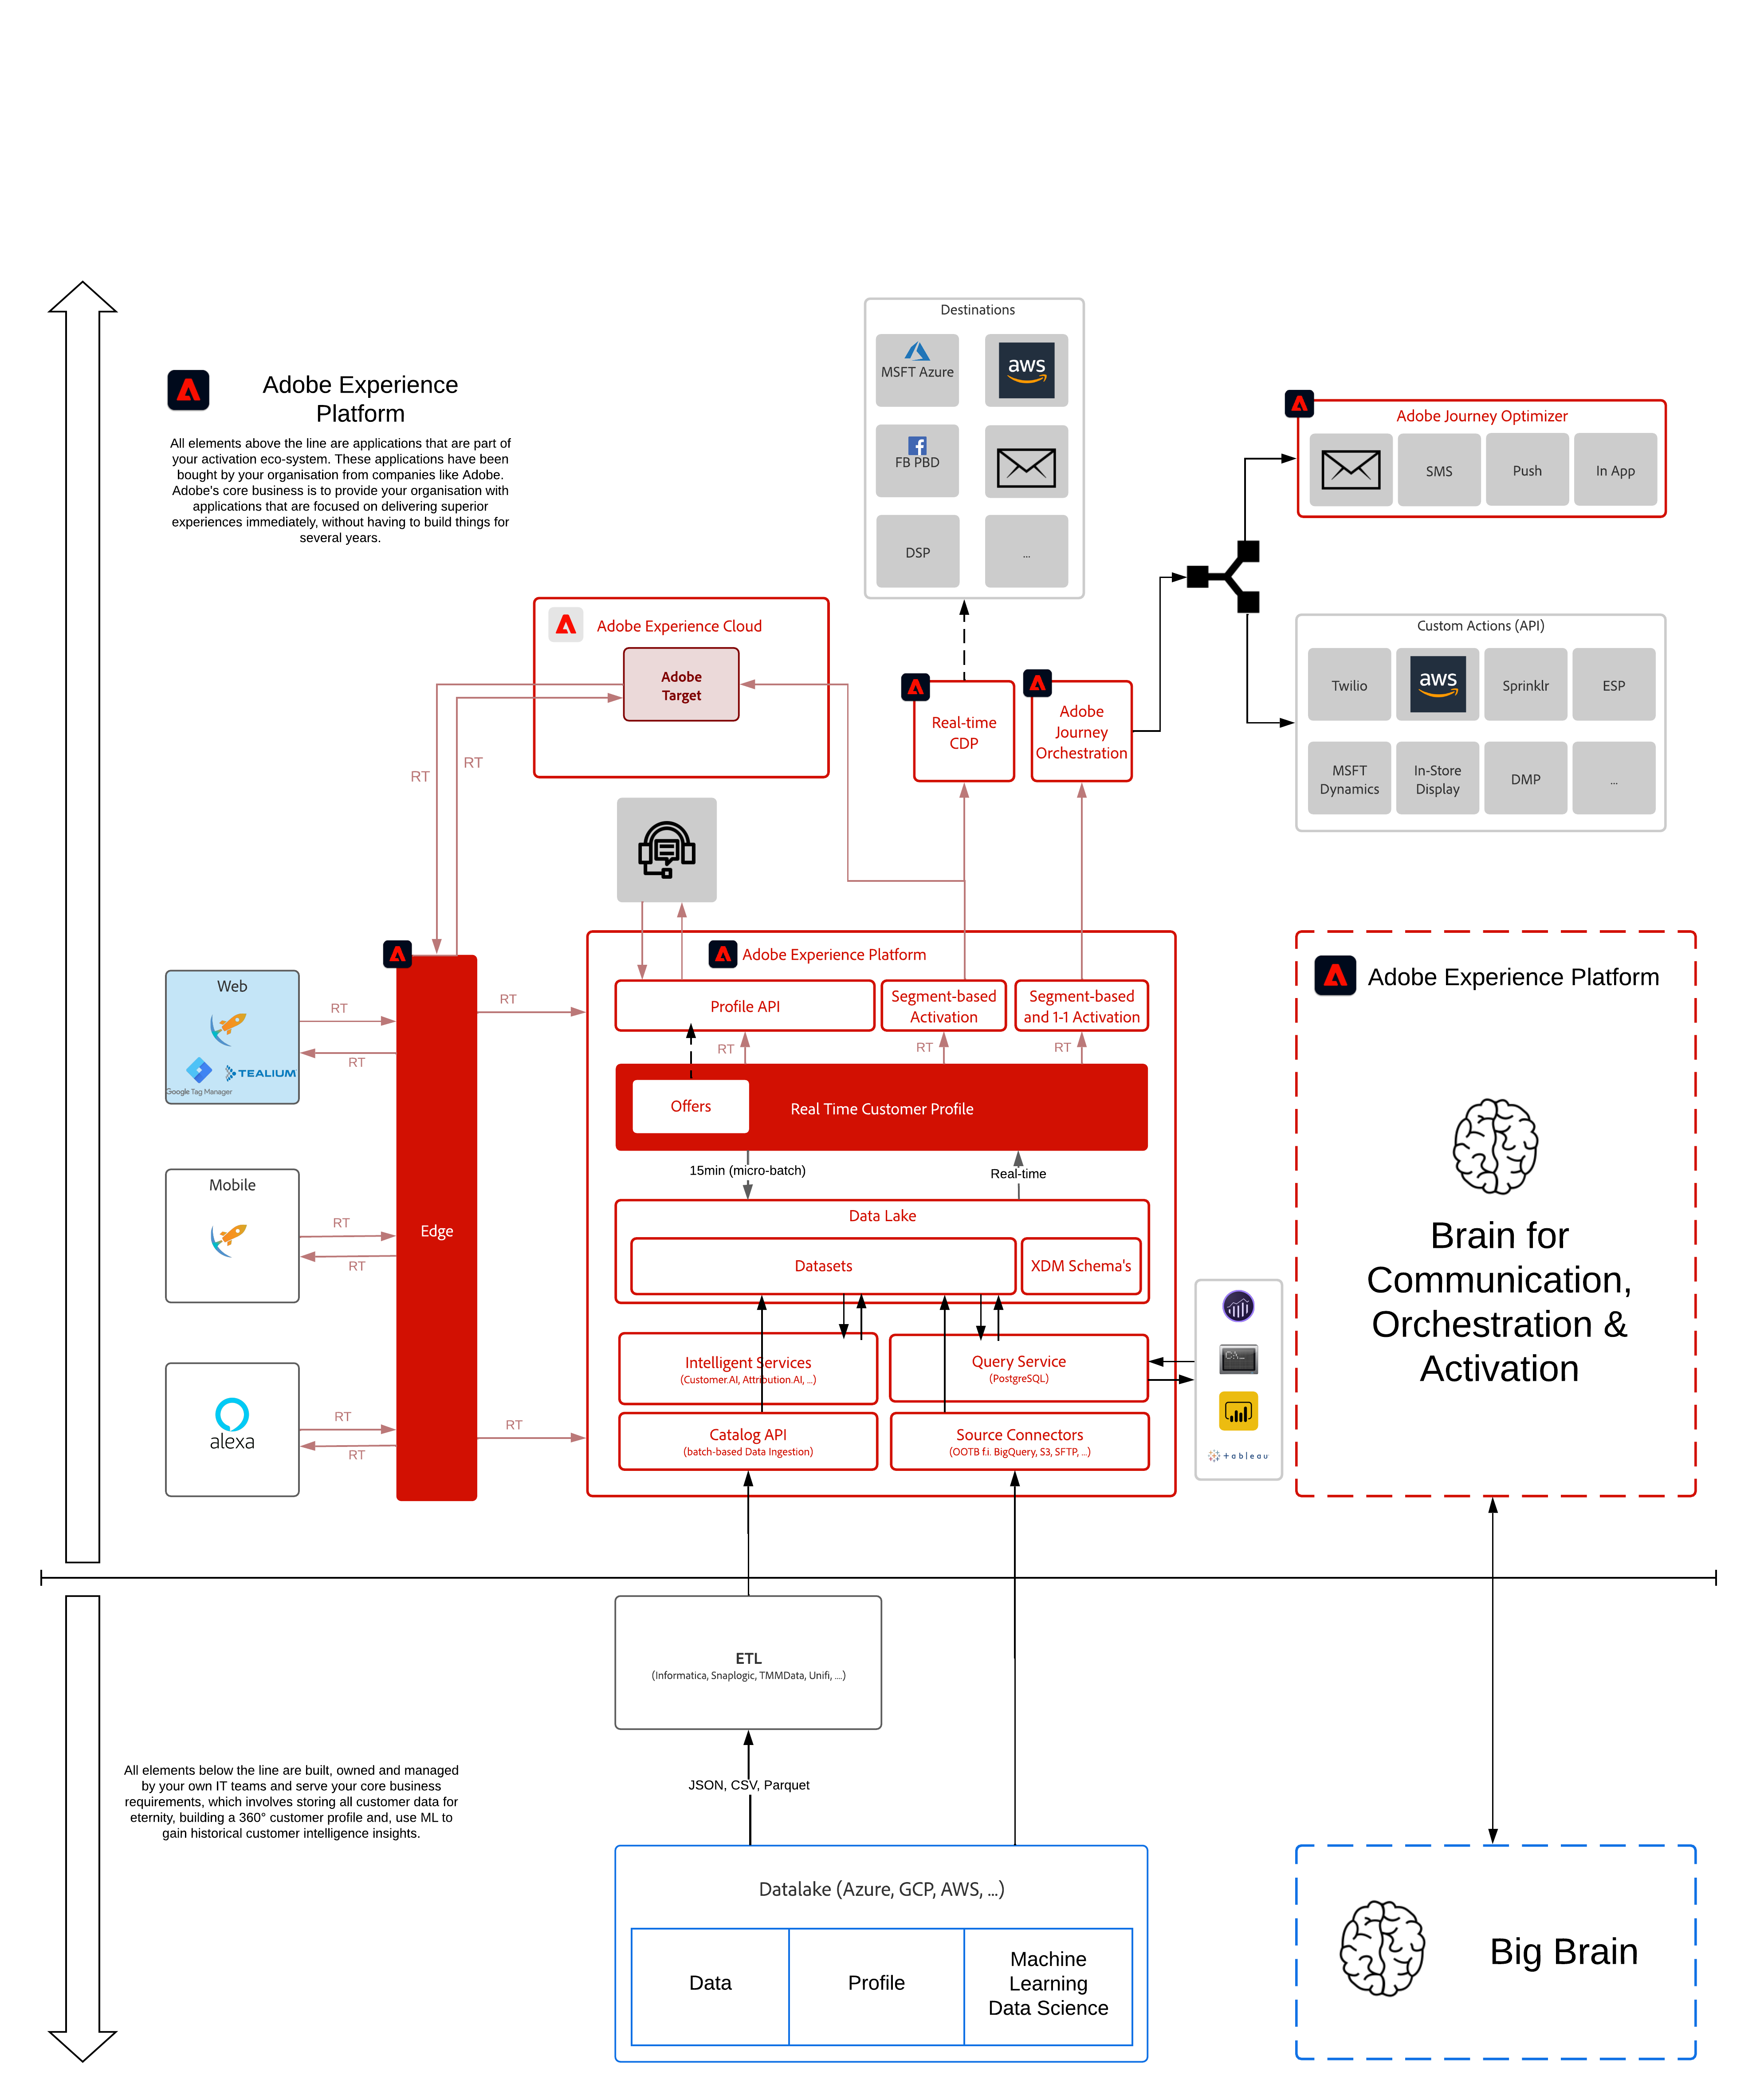 Destinations
MSFT Azure
aws
FB PBD
DSP
...
Adobe Experience
Platform
All elements above the line are applications that are part of
your activation eco-system. These applications have been
bought by your organisation from companies like Adobe.
Adobe's core business is to provide your organisation with
applications that are focused on delivering superior
experiences immediately, without having to build things for
several years.
Adobe Journey Optimizer
SMS
Push
In App
Adobe Experience Cloud
Adobe
Target
Real-time
CDP
Adobe
Journey
Orchestration
Custom Actions (API)
Twilio
aws
Sprinklr
ESP
MSFT
Dynamics
In-Store
Display
DMP
...
RT
RT
Web
Google Tag Manager
TEALIUM
RT
RT
Mobile
RT
RT
alexa
RT
RT
Edge
RT
RT
Adobe Experience Platform
Profile API
Segment-based
Activation
Segment-based
and 1-1 Activation
RT
RT
RT
Offers
Real Time Customer Profile
15min (micro-batch)
Real-time
Data Lake
Datasets
XDM Schema's
Intelligent Services
(Customer.AI, Attribution.AI, ...)
Query Service
(PostgreSQL)
Catalog API
(batch-based Data Ingestion)
Source Connectors
(OOTB f.i. BigQuery, S3, SFTP, ...)
C:\_
+ableau
Adobe Experience Platform
Brain for
Communication,
Orchestration &
Activation
ETL
(Informatica, Snaplogic, TMMData, Unifi, ....)
JSON, CSV, Parquet
All elements below the line are built, owned and managed
by your own IT teams and serve your core business
requirements, which involves storing all customer data for
eternity, building a 360° customer profile and, use ML to
gain historical customer intelligence insights.
Datalake (Azure, GCP, AWS, ...)
Data
Profile
Machine
Learning
Data Science
Big Brain